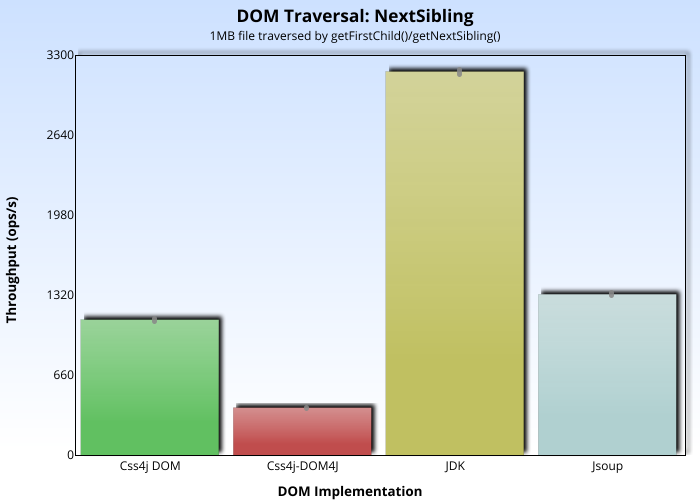 DOM Traversal: NextSibling
1MB file traversed by getFirstChild()/getNextSibling()
3300
2640
1980
1320
660
0
Throughput (ops/s)
Css4j DOM
Css4j-DOM4J
JDK
Jsoup
DOM Implementation